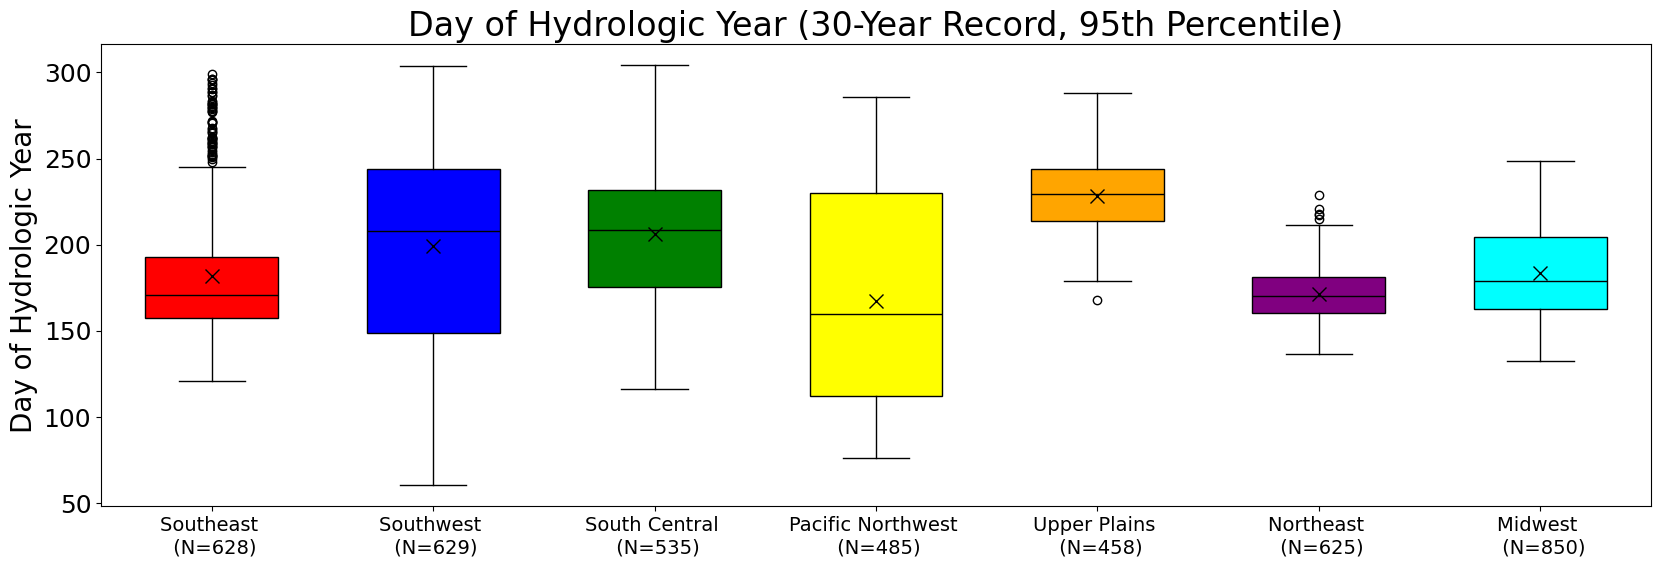 Day of Hydrologic Year (30-Year Record, 95th Percentile)
Day of Hydrologic Year
300
250
200
150
100
50
Southeast
(N=628)
Southwest
(N=629)
South Central
(N=535)
Pacific Northwest
(N=485)
Upper Plains
(N=458)
Northeast
(N=625)
Midwest
(N=850)